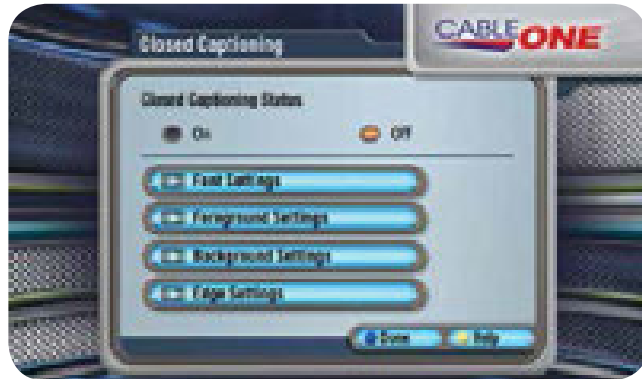 Closed Captioning
CABLE ONE
Closed Captioning Status
On
Off
Font Settings
Foreground Settings
Background Settings
Edge Settings
Done
Help